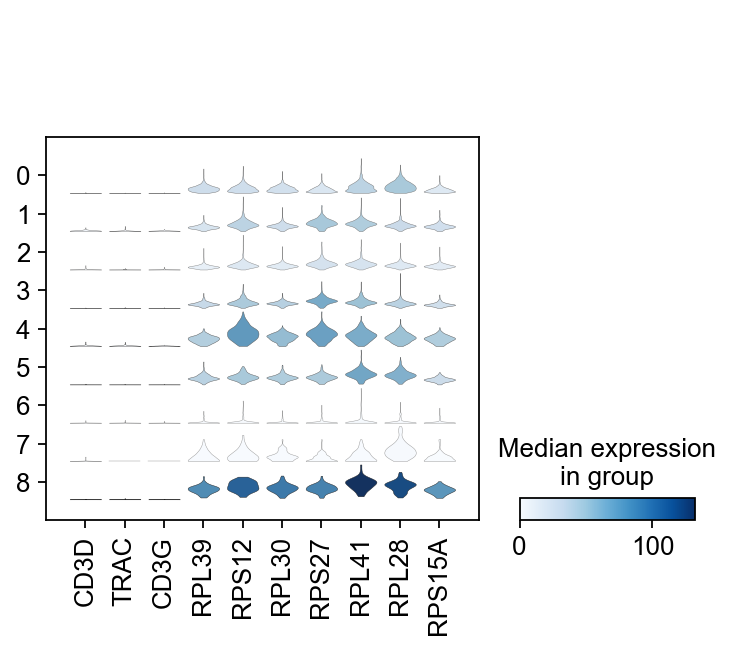 0
1
2
3
4
5
6
7
8
CD3D
TRAC
CD3G
RPL39
RPS12
RPL30
RPS27
RPL41
RPL28
RPS15A
Median expression
in group
0 100